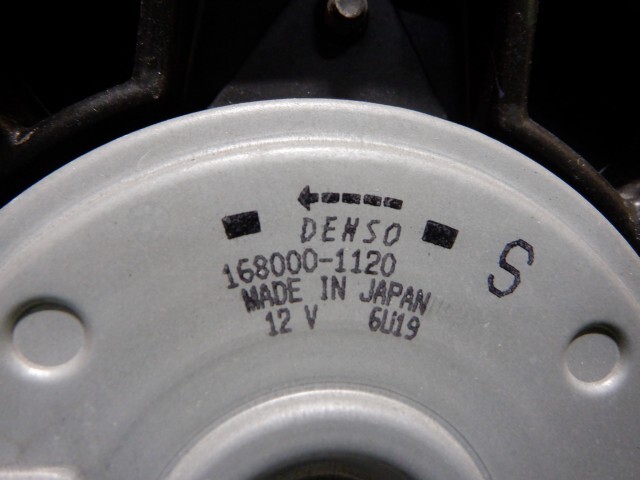 DENSO
168000-1120
MADE IN JAPAN
12 V 6U19
S